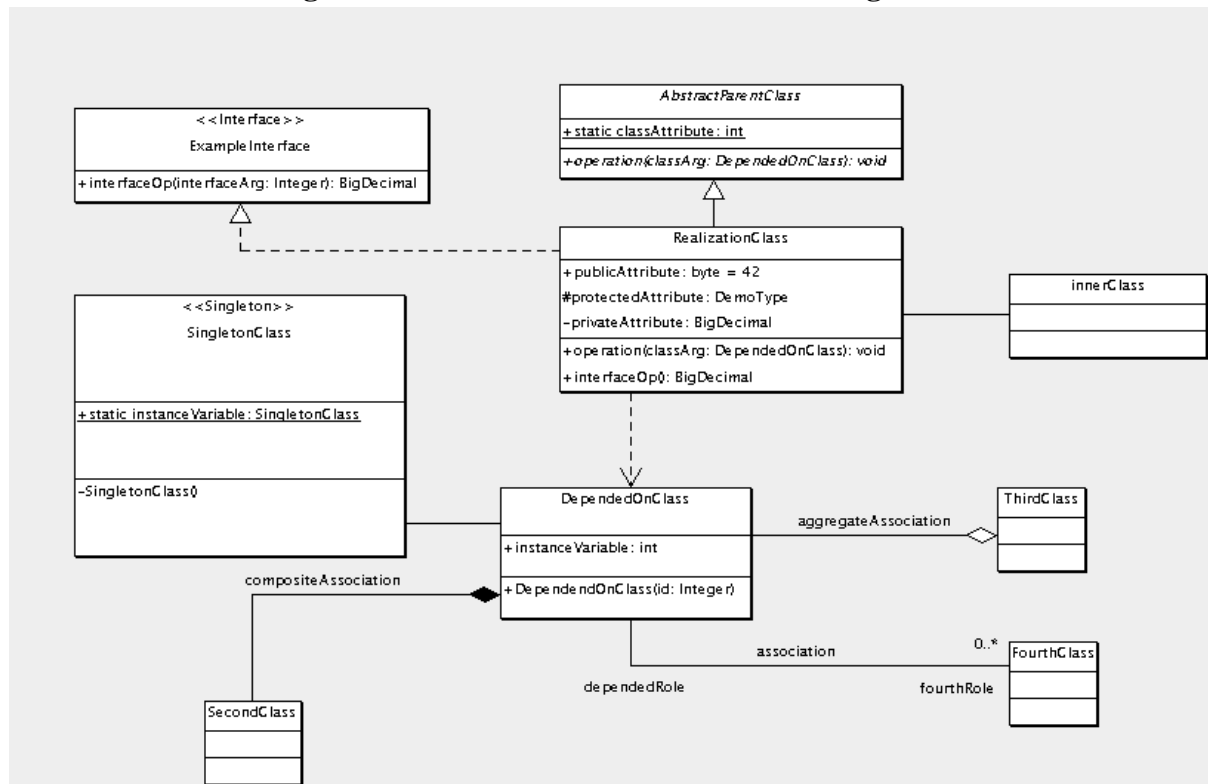 AbstractParentClass
+static classAttribute: int
+operation(classArg: DependedOnClass): void
<<Interface>>
ExampleInterface
+interfaceOp(interfaceArg: Integer): BigDecimal
RealizationClass
+publicAttribute: byte = 42
#protectedAttribute: DemoType
-privateAttribute: BigDecimal
+operation(classArg: DependedOnClass): void
+interfaceOp(): BigDecimal
innerClass
<<Singleton>>
SingletonClass
+static instanceVariable: SingletonClass
-SingletonClass()
DependedOnClass
+instanceVariable: int
+DependendOnClass(id: Integer)
aggregateAssociation
ThirdClass
compositeAssociation
association
0..*
FourthClass
dependedRole
fourthRole
SecondClass